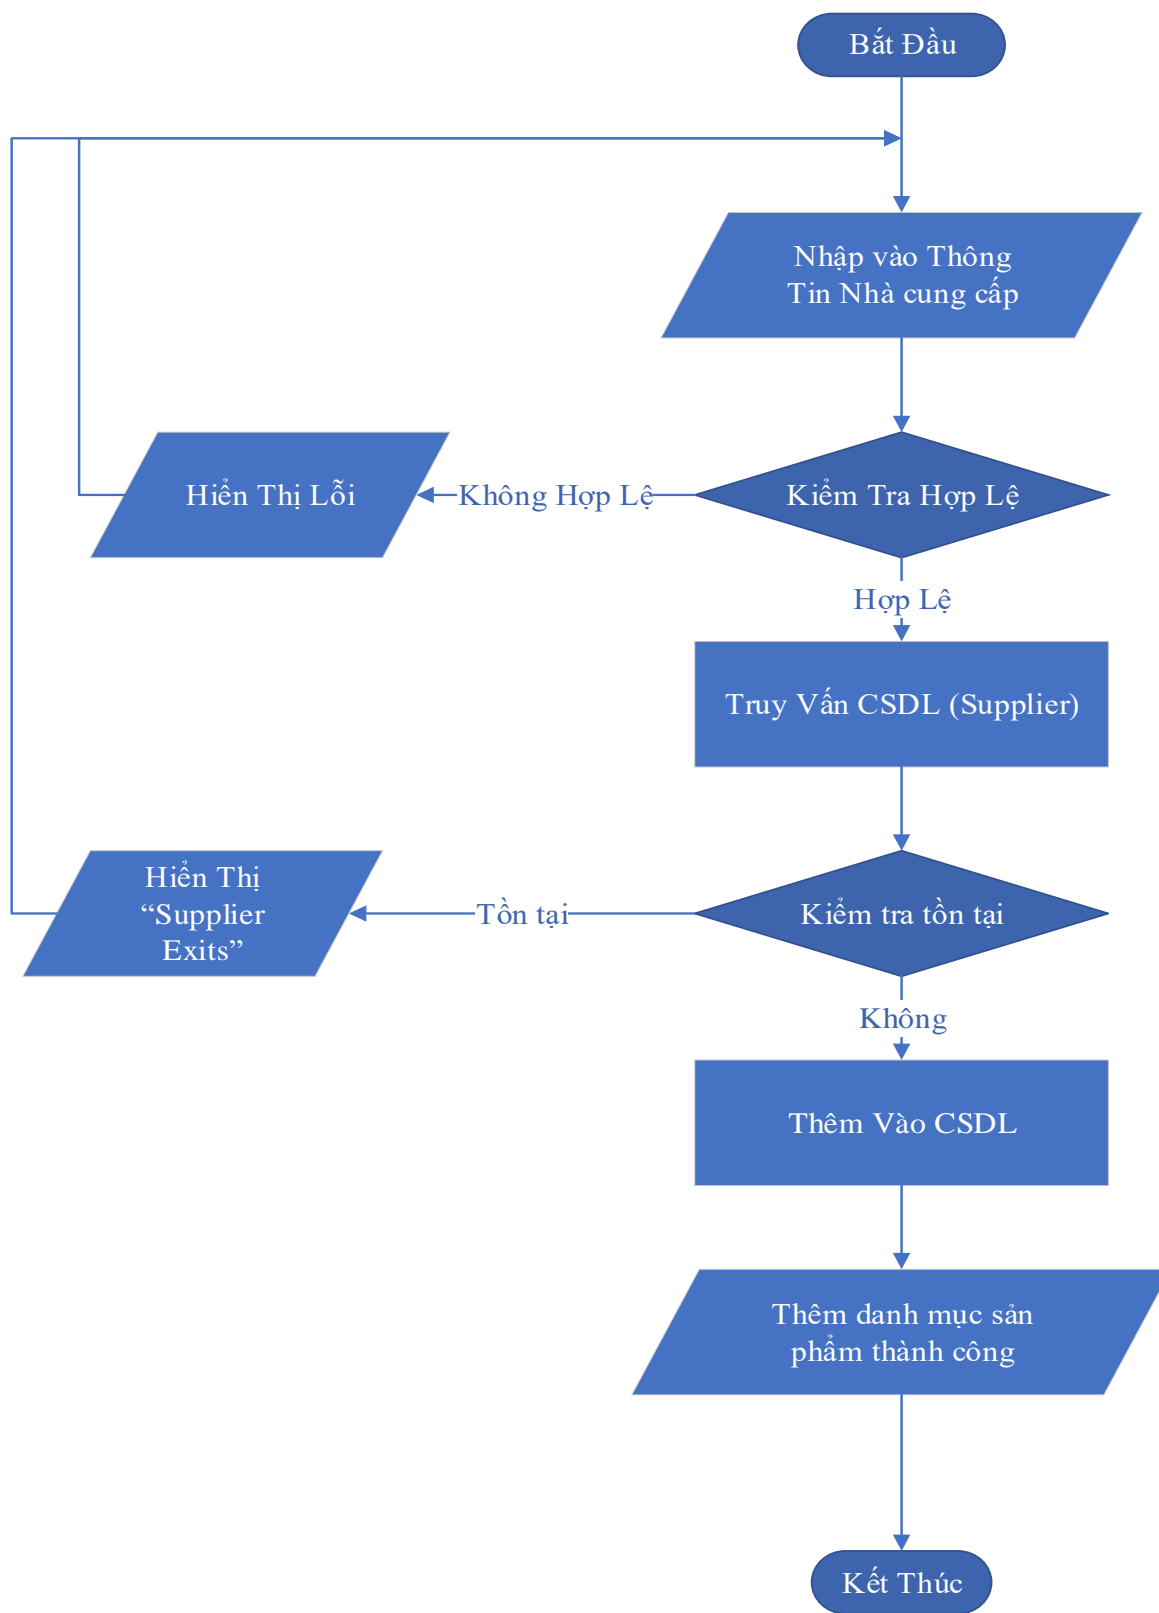 Bắt Đầu
Nhập vào Thông
Tin Nhà cung cấp
Hiển Thị Lỗi
Không Hợp Lệ
Kiểm Tra Hợp Lệ
Hợp Lệ
Truy Vấn CSDL (Supplier)
Hiển Thị
“Supplier
Exits”
Tồn tại
Kiểm tra tồn tại
Không
Thêm Vào CSDL
Thêm danh mục sản
phẩm thành công
Kết Thúc